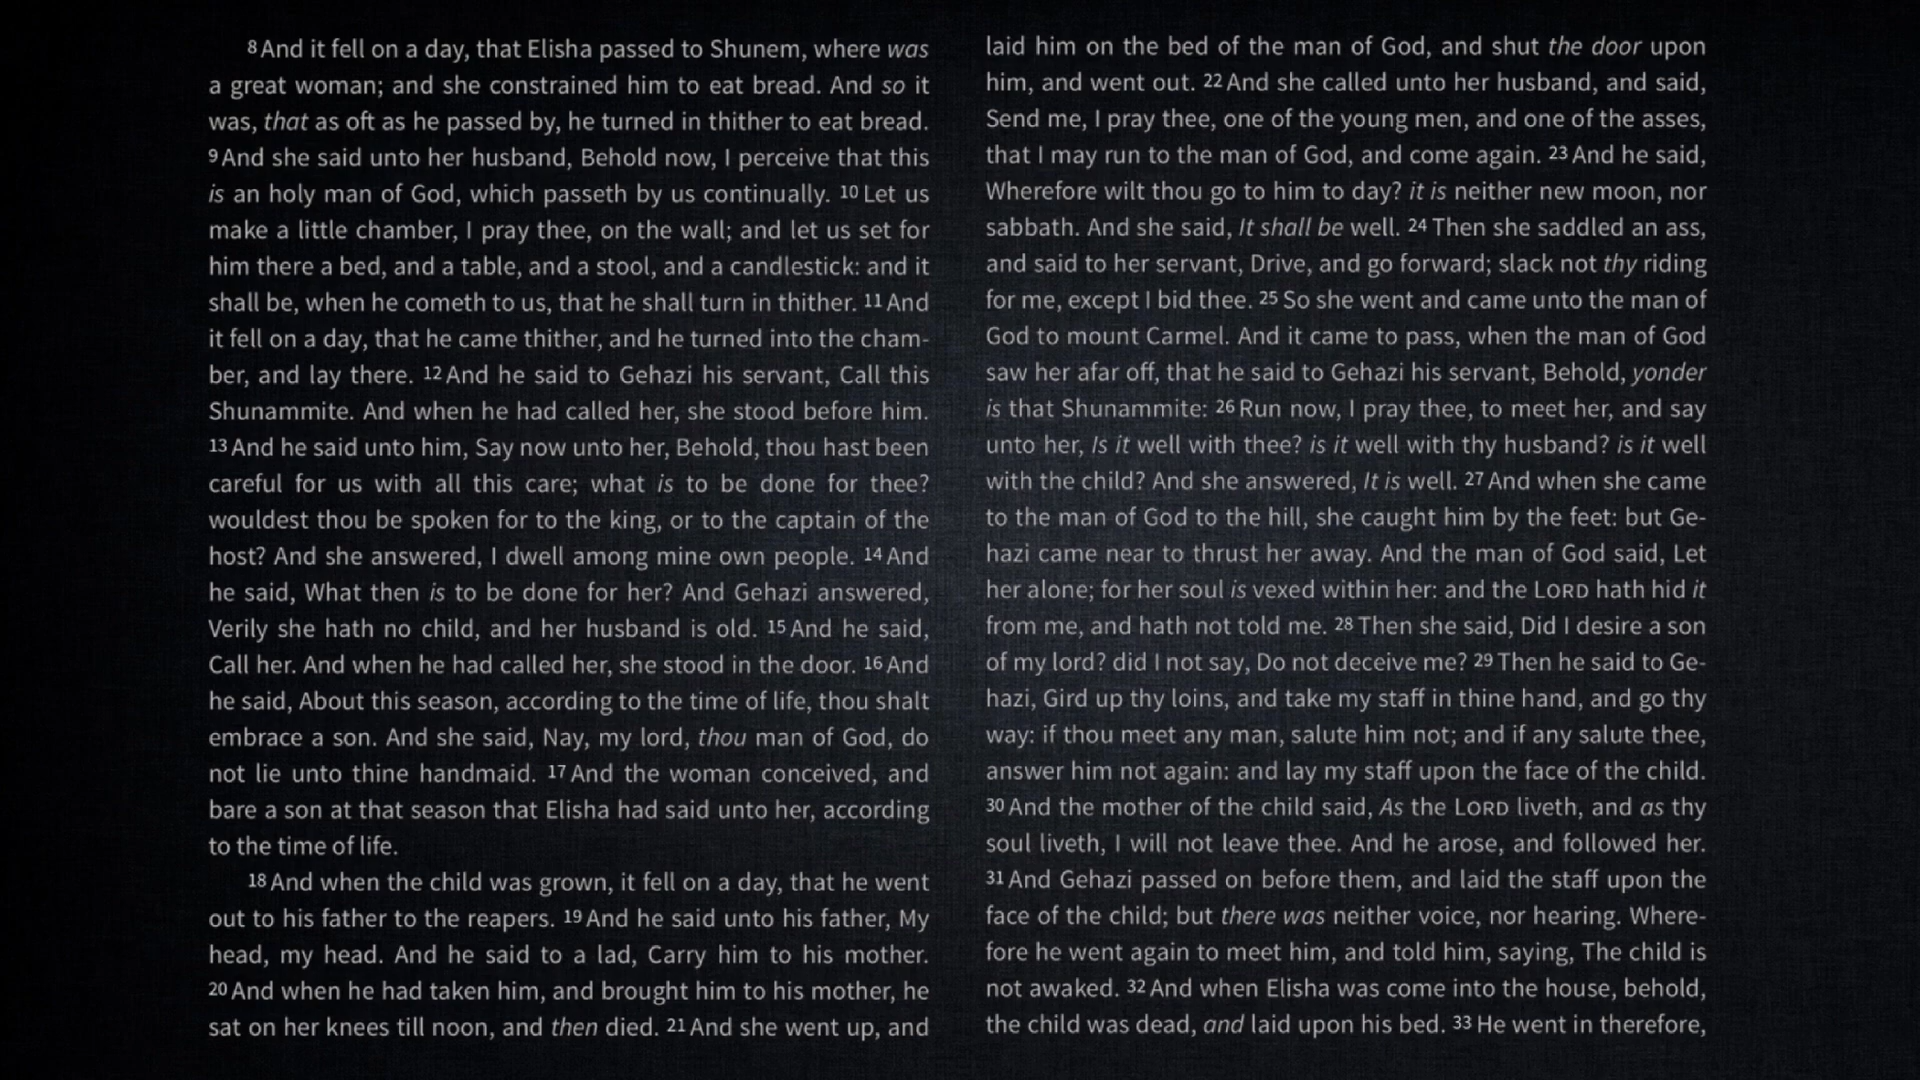 8 And it fell on a day, that Elisha passed to Shunem, where was
a great woman; and she constrained him to eat bread. And so it
was, that as oft as he passed by, he turned in thither to eat bread.
9 And she said unto her husband, Behold now, I perceive that this
is an holy man of God, which passeth by us continually. 10 Let us
make a little chamber, I pray thee, on the wall; and let us set for
him there a bed, and a table, and a stool, and a candlestick: and it
shall be, when he cometh to us, that he shall turn in thither. 11 And
it fell on a day, that he came thither, and he turned into the cham-
ber, and lay there. 12 And he said to Gehazi his servant, Call this
Shunammite. And when he had called her, she stood before him.
13 And he said unto him, Say now unto her, Behold, thou hast been
careful for us with all this care; what is to be done for thee?
wouldest thou be spoken for to the king, or to the captain of the
host? And she answered, I dwell among mine own people. 14 And
he said, What then is to be done for her? And Gehazi answered,
Verily she hath no child, and her husband is old. 15 And he said,
Call her. And when he had called her, she stood in the door. 16 And
he said, About this season, according to the time of life, thou shalt
embrace a son. And she said, Nay, my lord, thou man of God, do
not lie unto thine handmaid. 17 And the woman conceived, and
bare a son at that season that Elisha had said unto her, according
to the time of life.
18 And when the child was grown, it fell on a day, that he went
out to his father to the reapers. 19 And he said unto his father, My
head, my head. And he said to a lad, Carry him to his mother.
20 And when he had taken him, and brought him to his mother, he
sat on her knees till noon, and then died. 21 And she went up, and
laid him on the bed of the man of God, and shut the door upon
him, and went out. 22 And she called unto her husband, and said,
Send me, I pray thee, one of the young men, and one of the asses,
that I may run to the man of God, and come again. 23 And he said,
Wherefore wilt thou go to him to day? it is neither new moon, nor
sabbath. And she said, It shall be well. 24 Then she saddled an ass,
and said to her servant, Drive, and go forward; slack not thy riding
for me, except I bid thee. 25 So she went and came unto the man of
God to mount Carmel. And it came to pass, when the man of God
saw her afar off, that he said to Gehazi his servant, Behold, yonder
is that Shunammite: 26 Run now, I pray thee, to meet her, and say
unto her, Is it well with thee? is it well with thy husband? is it well
with the child? And she answered, It is well. 27 And when she came
to the man of God to the hill, she caught him by the feet: but Ge-
hazi came near to thrust her away. And the man of God said, Let
her alone; for her soul is vexed within her: and the LORD hath hid it
from me, and hath not told me. 28 Then she said, Did I desire a son
of my lord? did I not say, Do not deceive me? 29 Then he said to Ge-
hazi, Gird up thy loins, and take my staff in thine hand, and go thy
way: if thou meet any man, salute him not; and if any salute thee,
answer him not again: and lay my staff upon the face of the child.
30 And the mother of the child said, As the LORD liveth, and as thy
soul liveth, I will not leave thee. And he arose, and followed her.
31 And Gehazi passed on before them, and laid the staff upon the
face of the child; but there was neither voice, nor hearing. Where-
fore he went again to meet him, and told him, saying, The child is
not awaked. 32 And when Elisha was come into the house, behold,
the child was dead, and laid upon his bed. 33 He went in therefore,